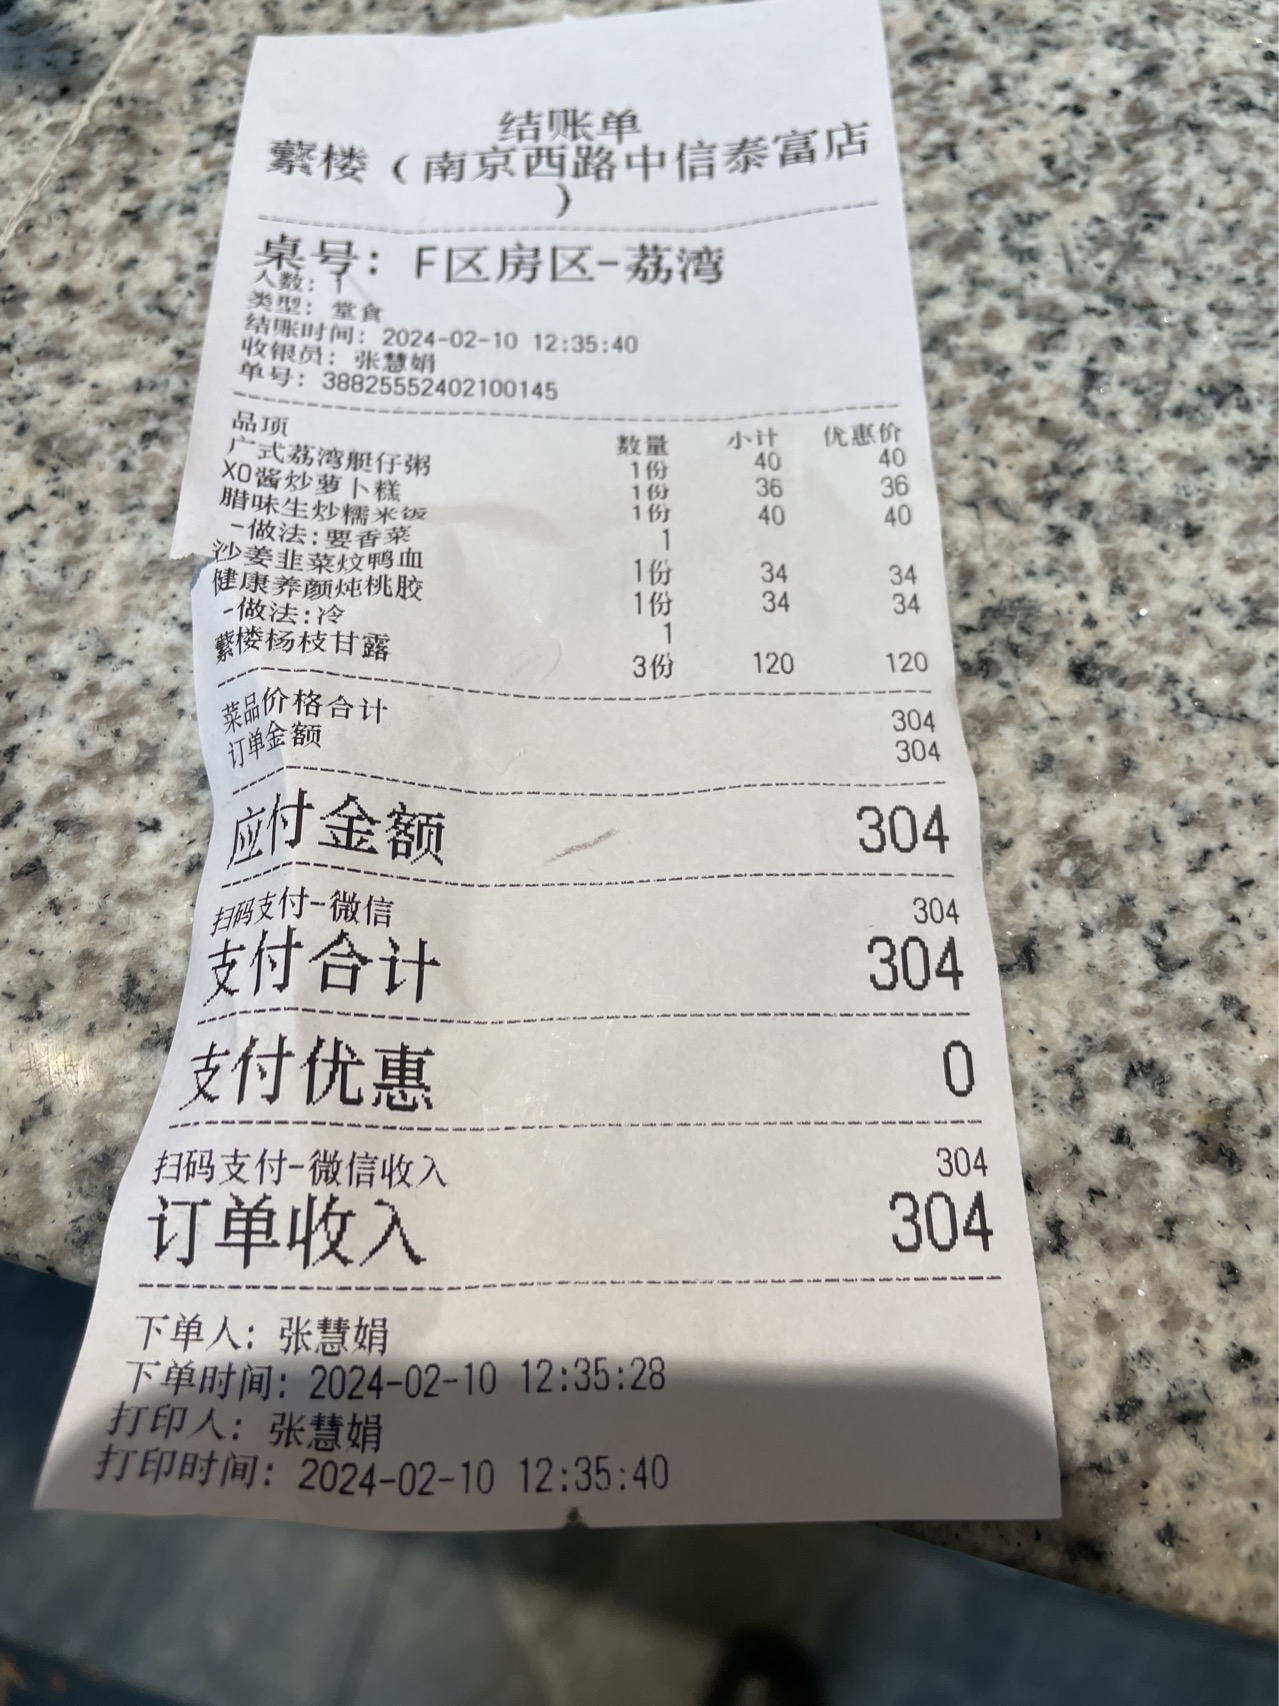 结账单
蘩楼（南京西路中信泰富店
）
桌号：F区房区-荔湾
人数：1
类型：堂食
结账时间：2024-02-10 12:35:40
收银员：张慧娟
单号：388255552402100145
品项 数量 小计 优惠价
广式荔湾艇仔粥 1份 40 40
XO酱炒萝卜糕 1份 36 36
腊味生炒糯米饭 1份 40 40
-做法:要香菜 1
沙姜韭菜炆鸭血 1份 34 34
健康养颜炖桃胶 1份 34 34
-做法:冷 1
蘩楼杨枝甘露 3份 120 120
菜品价格合计 304
订单金额 304
应付金额 304
扫码支付-微信 304
支付合计 304
支付优惠 0
扫码支付-微信收入 304
订单收入 304
下单人：张慧娟
下单时间：2024-02-10 12:35:28
打印人：张慧娟
打印时间：2024-02-10 12:35:40